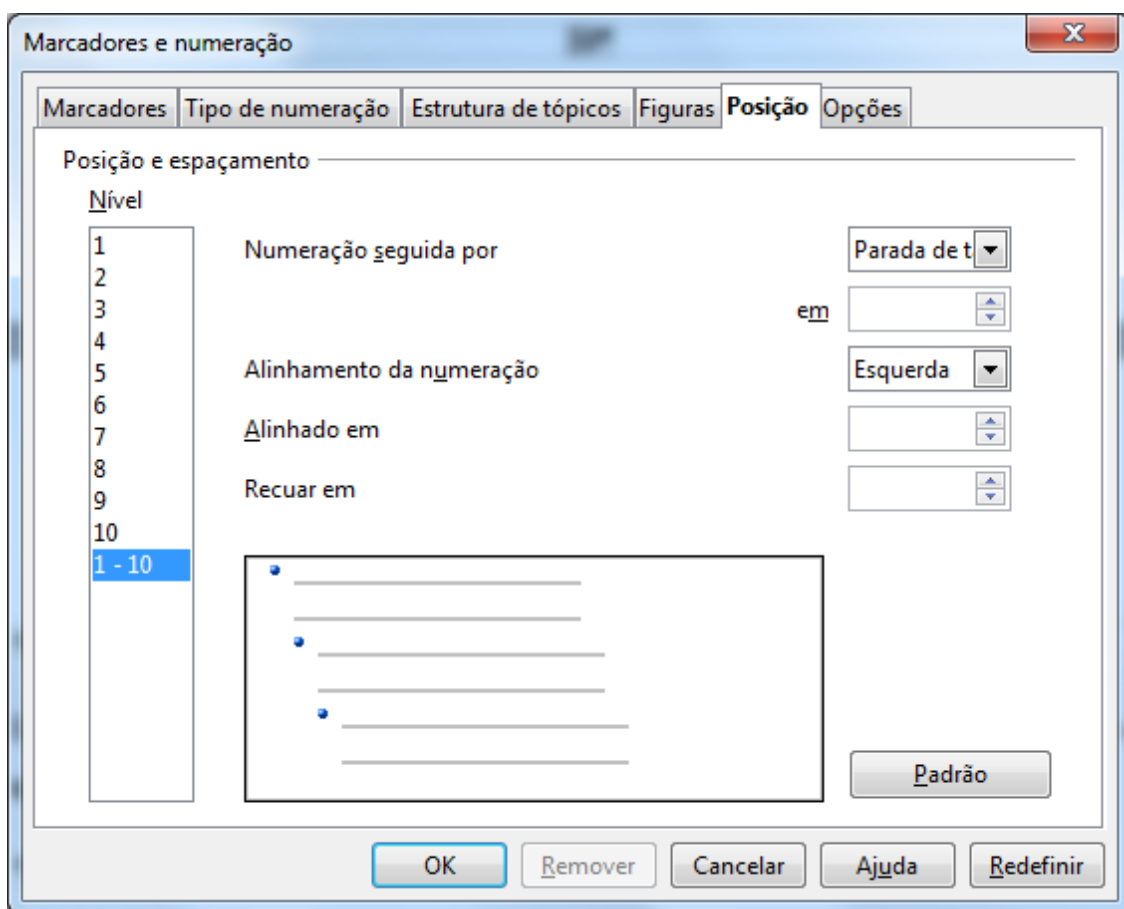 Marcadores e numeração
Marcadores Tipo de numeração Estrutura de tópicos Figuras Posição Opções
Posição e espaçamento
Nível
1
2
3
4
5
6
7
8
9
10
1 - 10
Numeração seguida por Parada de t
em
Alinhamento da numeração Esquerda
Alinhado em
Recuar em
Padrão
OK Remover Cancelar Ajuda Redefinir